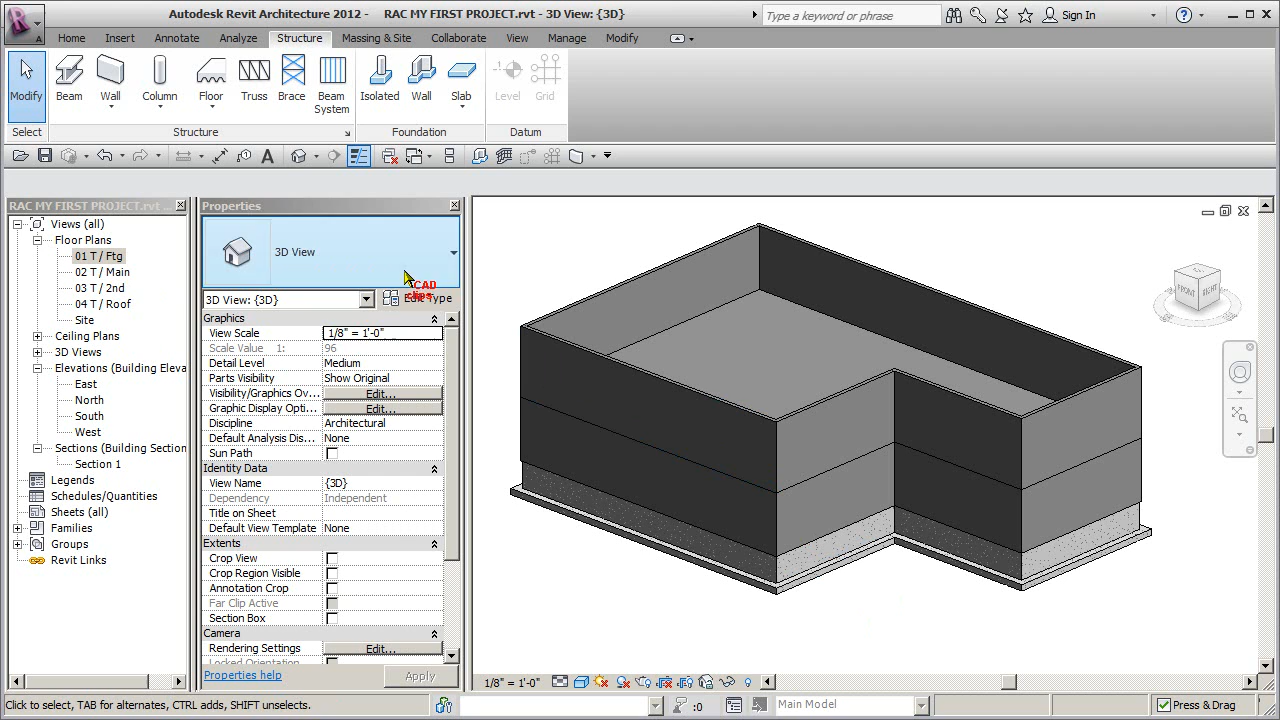 Autodesk Revit Architecture 2012 - RAC MY FIRST PROJECT.rvt - 3D View: {3D}
Type a keyword or phrase
Sign In
Home Insert Annotate Analyze Structure Massing & Site Collaborate View Manage Modify
Modify Beam Wall Column Floor Truss Brace Beam System Isolated Wall Slab Level Grid
Select Structure Foundation Datum
RAC MY FIRST PROJECT.rvt ...
Views (all)
Floor Plans
01 T / Ftg
02 T / Main
03 T / 2nd
04 T / Roof
Site
Ceiling Plans
3D Views
Elevations (Building Eleva
East
North
South
West
Sections (Building Section
Section 1
Legends
Schedules/Quantities
Sheets (all)
Families
Groups
Revit Links
Properties
3D View
CAD
clips
3D View: {3D}
Edit Type
Graphics
View Scale 1/8" = 1'-0"
Scale Value 1: 96
Detail Level Medium
Parts Visibility Show Original
Visibility/Graphics Ov... Edit...
Graphic Display Opti... Edit...
Discipline Architectural
Default Analysis Dis... None
Sun Path
Identity Data
View Name {3D}
Dependency Independent
Title on Sheet
Default View Template None
Extents
Crop View
Crop Region Visible
Annotation Crop
Far Clip Active
Section Box
Camera
Rendering Settings Edit...
Locked Orientation
Properties help
Apply
FRONT RIGHT
1/8" = 1'-0"
Click to select, TAB for alternates, CTRL adds, SHIFT unselects.
:0
Main Model
Press & Drag